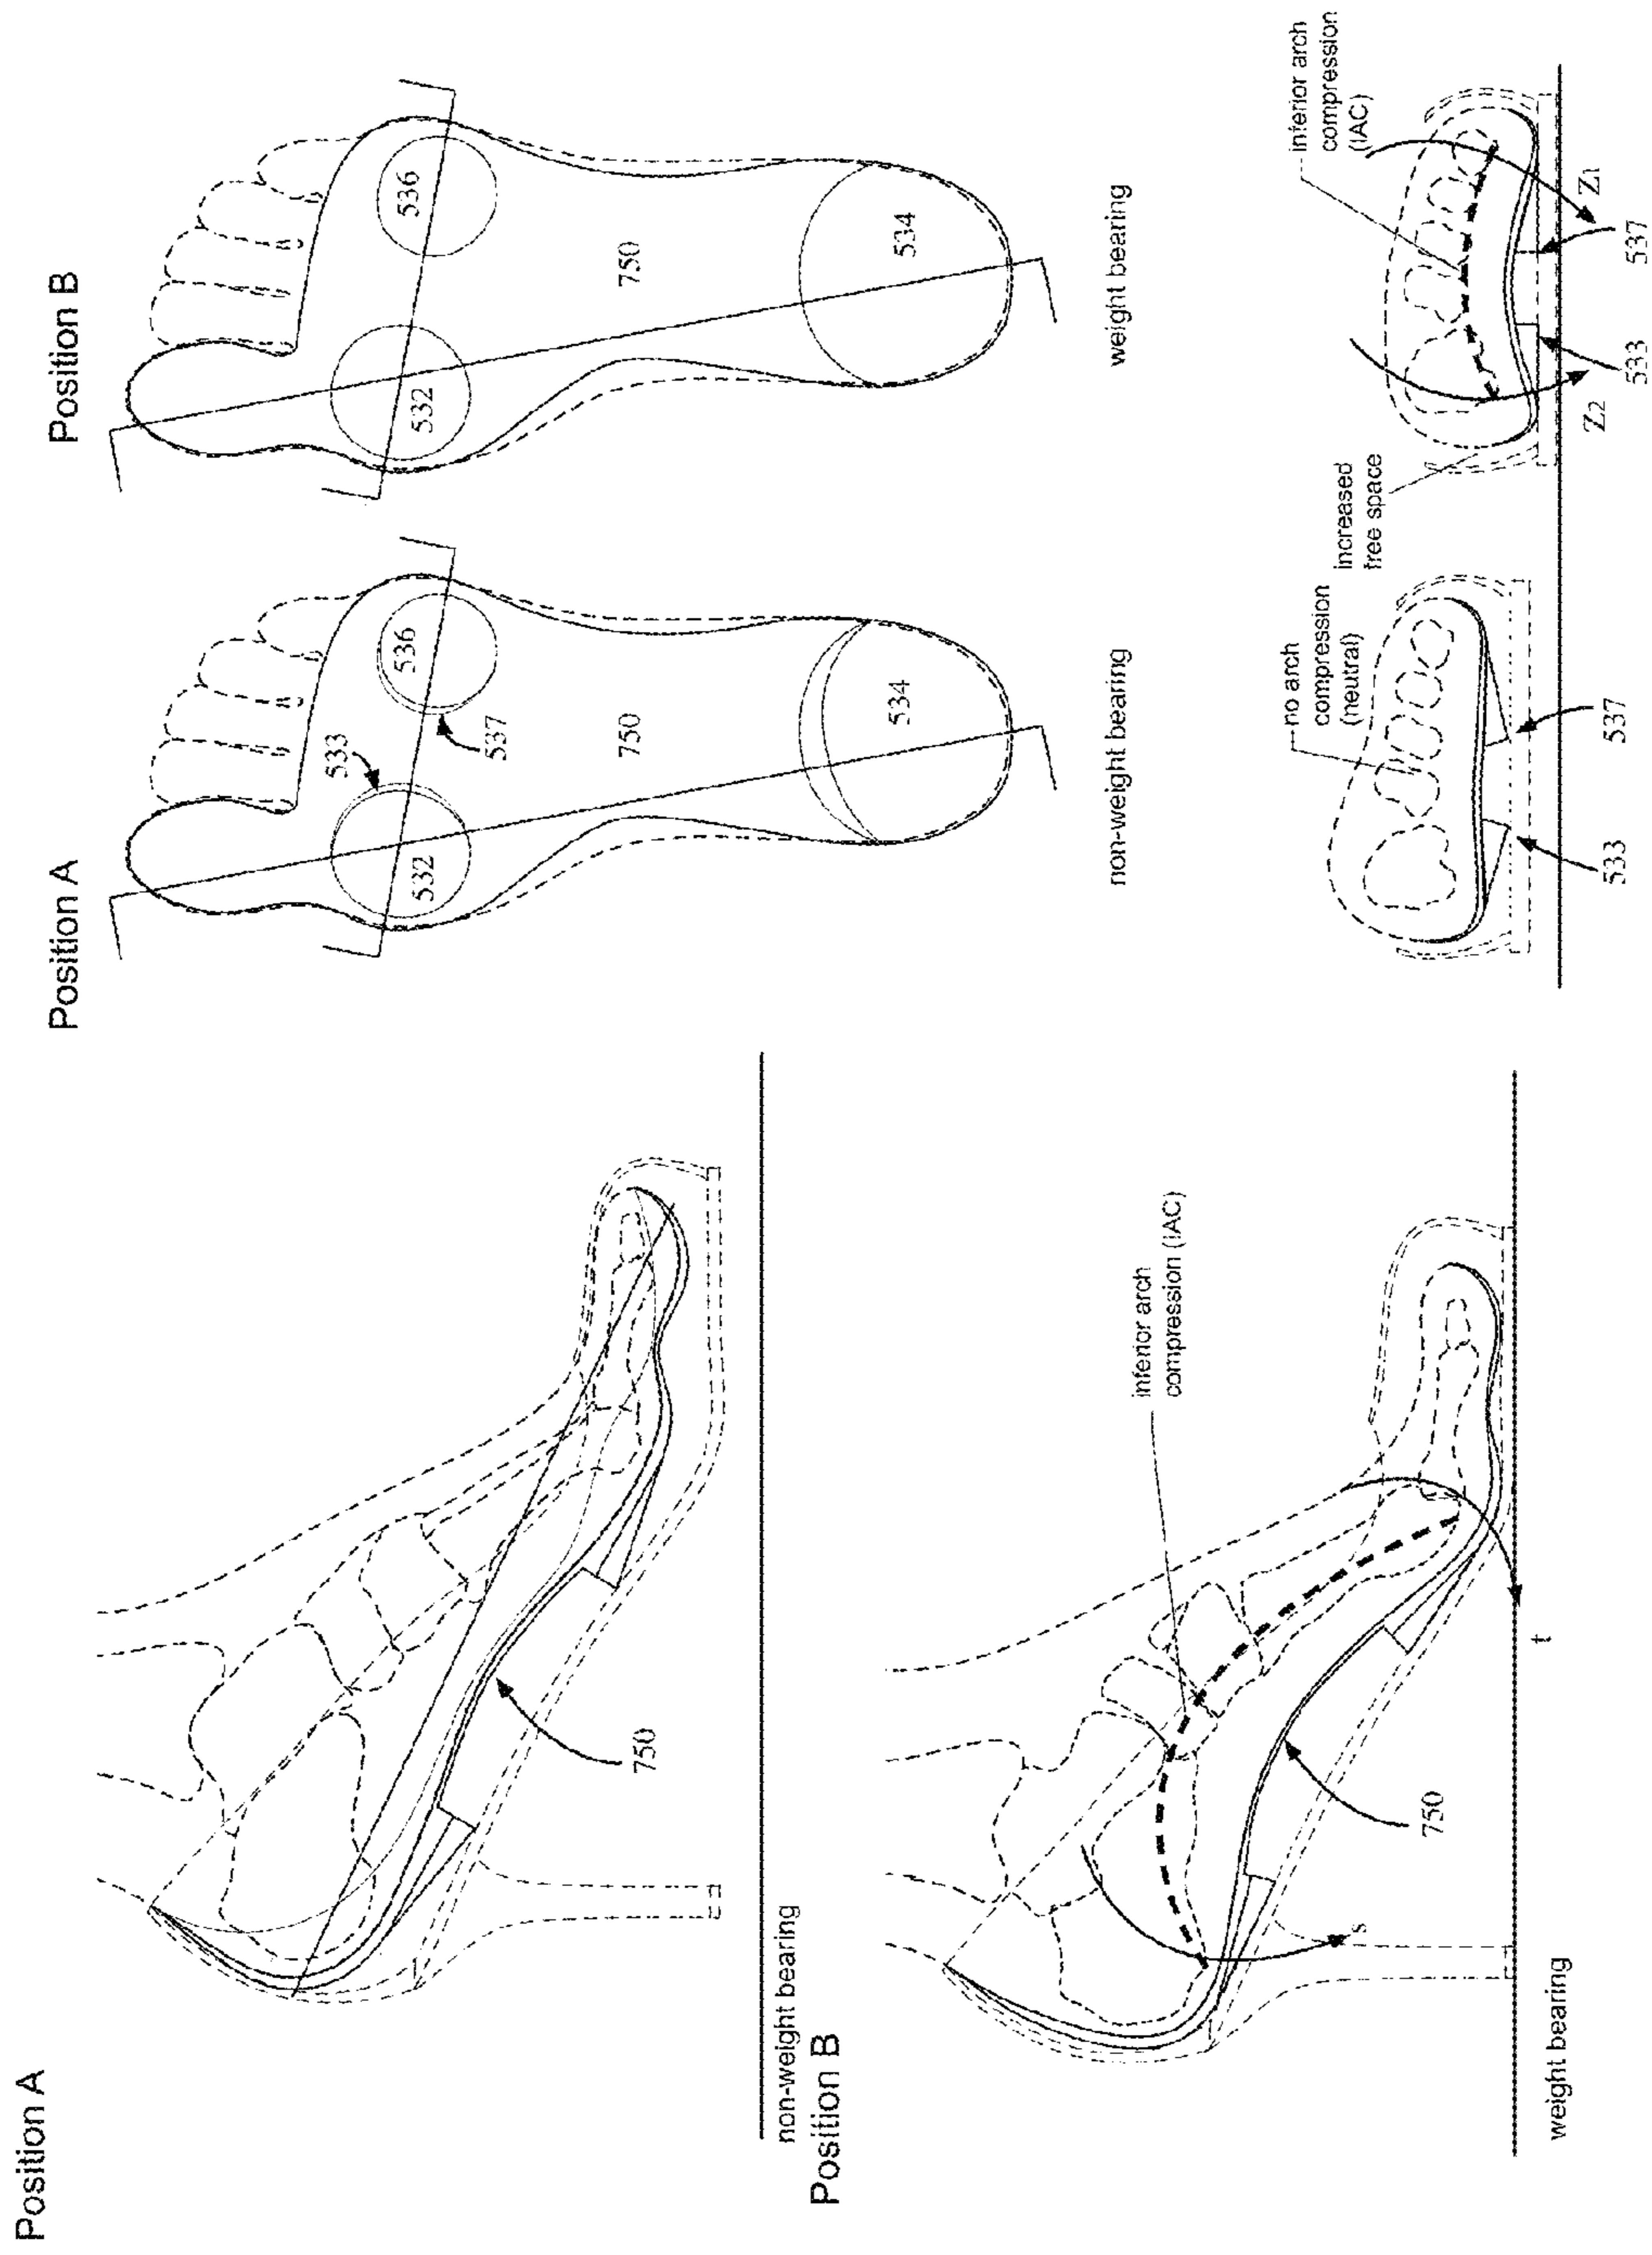 Position A
750
non-weight bearing
Position B
inferior arch
compression (IAC)
750
s
t
weight bearing
Position A
532
533
536
537
750
534
non-weight bearing
Position B
532
536
750
534
weight bearing
no arch
compression
(neutral)
533
537
increased
free space
inferior arch
compression
(IAC)
Z2
533
537
Z1